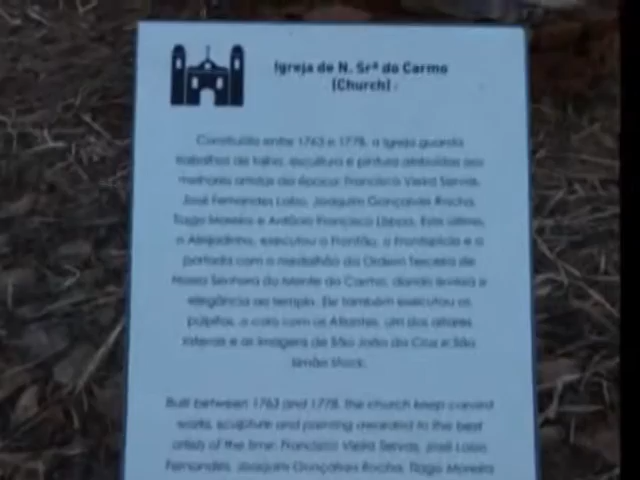 Igreja de N. Srª do Carmo
(Church)
Construída entre 1763 e 1778, a Igreja guarda
trabalhos de talha, escultura e pintura atribuídos aos
melhores artistas da época: Francisco Vieira Servas,
José Fernandes Lobo, Joaquim Gonçalves Rocha,
Tiago Moreira e Antônio Francisco Lisboa. Este último,
o Aleijadinho, executou o Frontão, o Frontispício e a
portada com o medalhão da Ordem Terceira de
Nossa Senhora do Monte do Carmo, dando leveza e
elegância ao templo. Ele também executou os
púlpitos, o coro com os Atlantes, um dos altares
laterais e as imagens de São João da Cruz e São
Simão Stock.
Built between 1763 and 1778, the church keep carved
works, sculpture and painting awarded to the best
artists of the time: Francisco Vieira Servas, José Lobo
Fernandes, Joaquim Gonçalves Rocha, Tiago Moreira